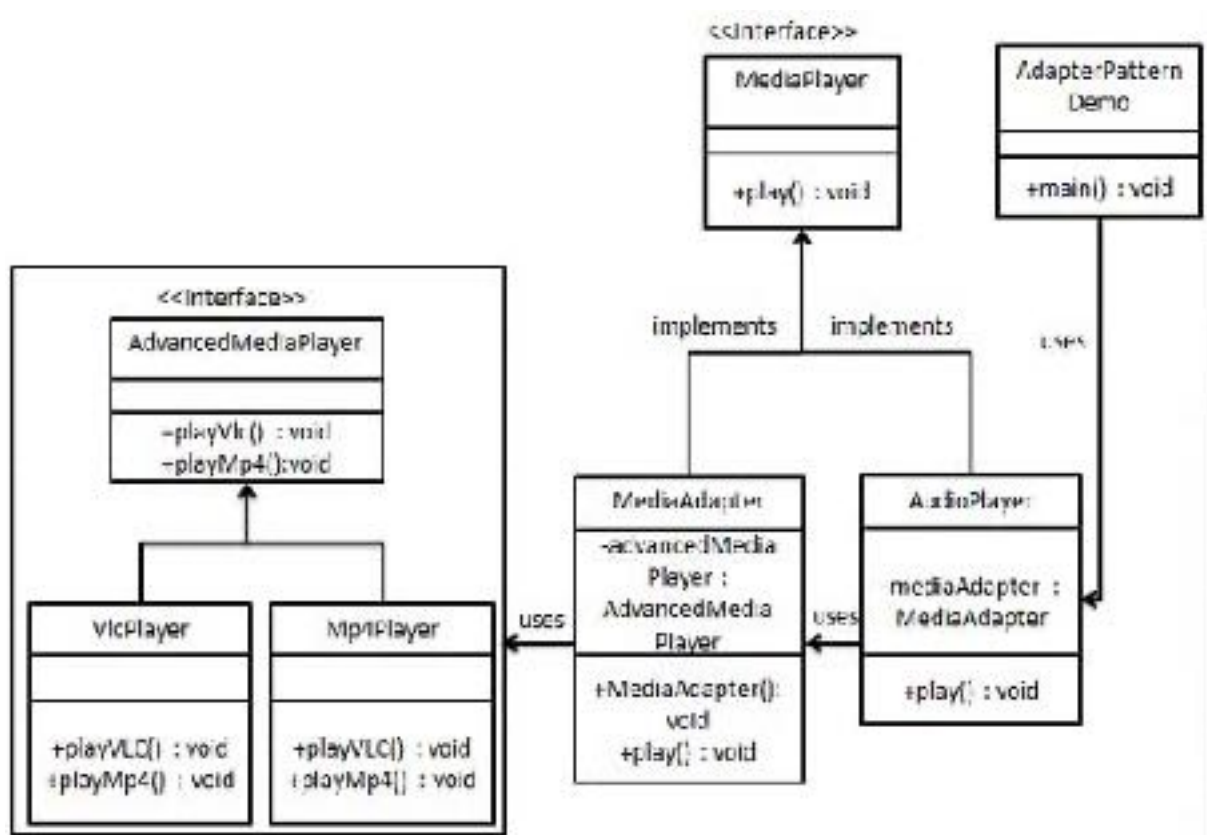 <<Interface>>
MediaPlayer
+play() : void
AdapterPattern
Demo
+main() : void
uses
implements
implements
<<Interface>>
AdvancedMediaPlayer
+playVlc() : void
+playMp4():void
VlcPlayer
+playVLC() : void
+playMp4() : void
Mp4Player
+playVLC() : void
+playMp4() : void
uses
MediaAdapter
-advancedMedia
Player :
AdvancedMedia
Player
+MediaAdapter():
void
+play() : void
uses
AudioPlayer
mediaAdapter :
MediaAdapter
+play() : void